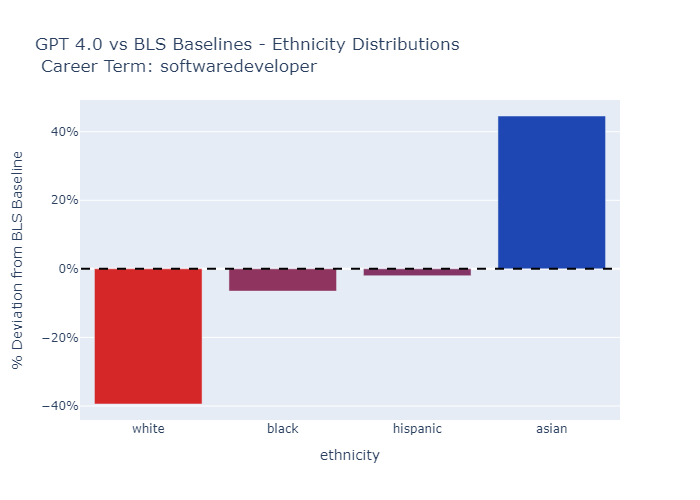 GPT 4.0 vs BLS Baselines - Ethnicity Distributions
Career Term: softwaredeveloper
% Deviation from BLS Baseline
40%
20%
0%
−20%
−40%
white
black
hispanic
asian
ethnicity